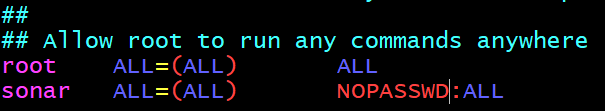 ##
## Allow root to run any commands anywhere
root ALL=(ALL) ALL
sonar ALL=(ALL) NOPASSWD:ALL